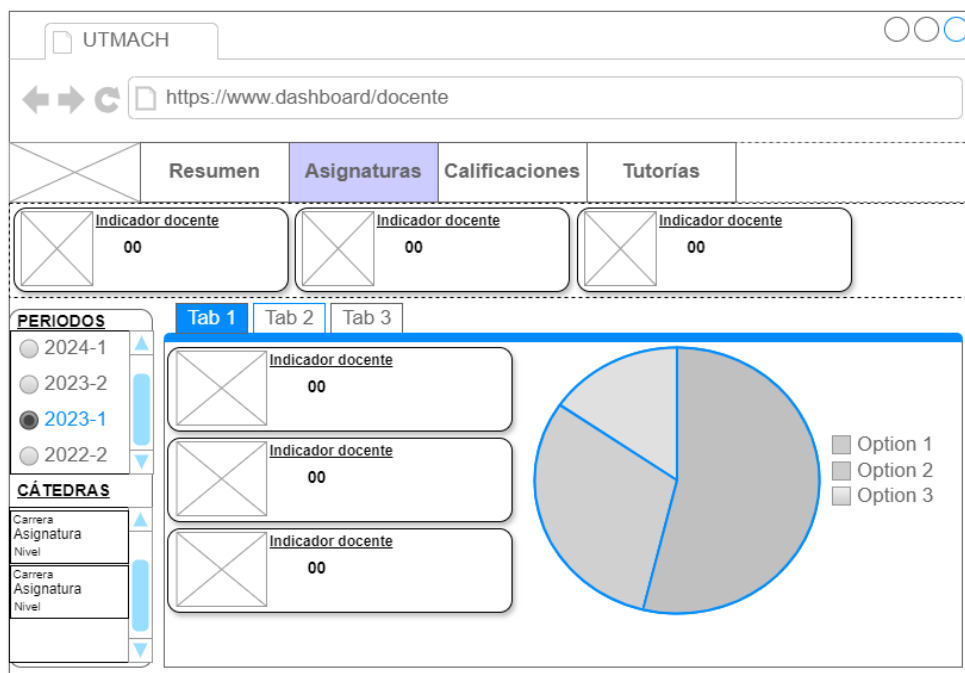 UTMACH
https://www.dashboard/docente
Resumen Asignaturas Calificaciones Tutorías
Indicador docente Indicador docente Indicador docente
00 00 00
PERIODOS
2024-1
2023-2
2023-1
2022-2
CÁTEDRAS
Carrera
Asignatura
Nivel
Carrera
Asignatura
Nivel
Tab 1 Tab 2 Tab 3
Indicador docente
00
Indicador docente
00
Indicador docente
00
Option 1
Option 2
Option 3